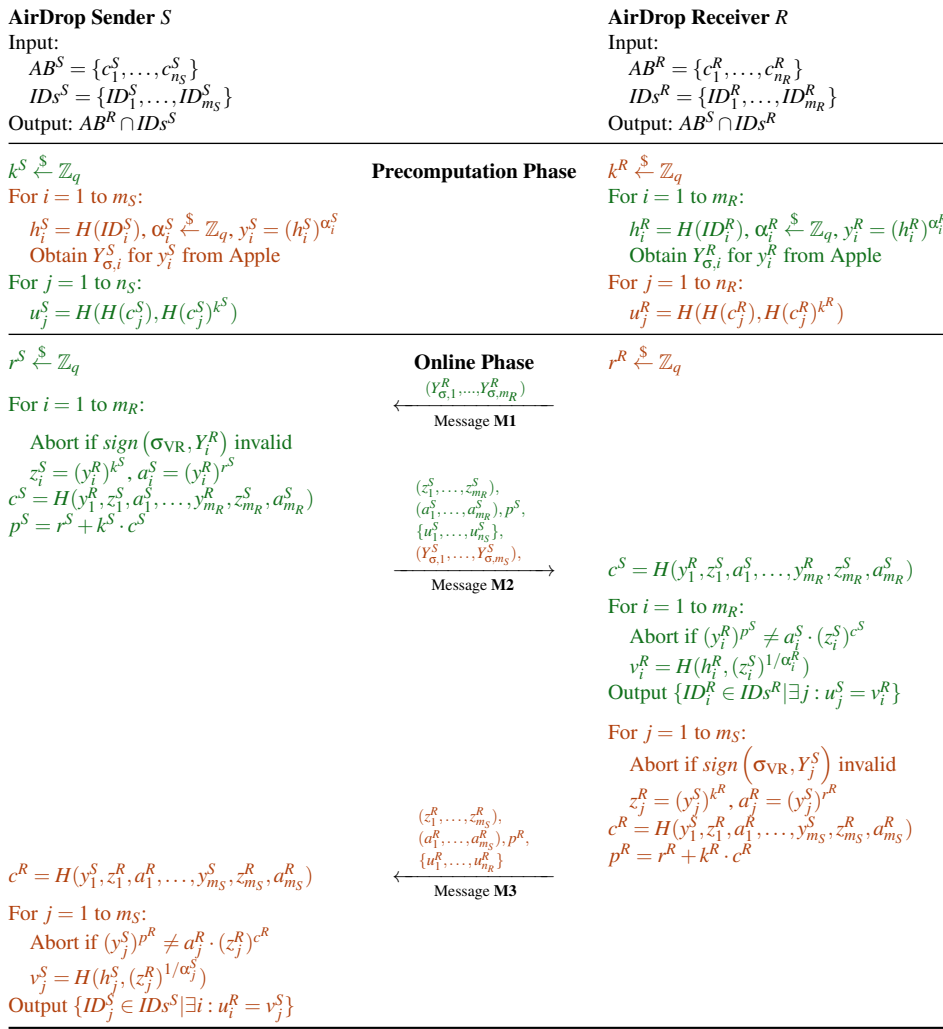 AirDrop Sender S
AirDrop Receiver R
Input:
Input:
AB^S = {c_1^S,…,c_{n_S}^S}
AB^R = {c_1^R,…,c_{n_R}^R}
IDs^S = {ID_1^S,…,ID_{m_S}^S}
IDs^R = {ID_1^R,…,ID_{m_R}^R}
Output: AB^R ∩ IDs^S
Output: AB^S ∩ IDs^R
k^S ←$ ℤ_q
Precomputation Phase
k^R ←$ ℤ_q
For i = 1 to m_S:
For i = 1 to m_R:
h_i^S = H(ID_i^S), α_i^S ←$ ℤ_q, y_i^S = (h_i^S)^{α_i^S}
h_i^R = H(ID_i^R), α_i^R ←$ ℤ_q, y_i^R = (h_i^R)^{α_i^R}
Obtain Y_{σ,i}^S for y_i^S from Apple
Obtain Y_{σ,i}^R for y_i^R from Apple
For j = 1 to n_S:
For j = 1 to n_R:
u_j^S = H(H(c_j^S), H(c_j^S)^{k^S})
u_j^R = H(H(c_j^R), H(c_j^R)^{k^R})
r^S ←$ ℤ_q
Online Phase
r^R ←$ ℤ_q
(Y_{σ,1}^R,…,Y_{σ,m_R}^R)
Message M1
For i = 1 to m_R:
Abort if sign (σ_VR, Y_i^R) invalid
z_i^S = (y_i^R)^{k^S}, a_i^S = (y_i^R)^{r^S}
c^S = H(y_1^R, z_1^S, a_1^S, …, y_{m_R}^R, z_{m_R}^S, a_{m_R}^S)
p^S = r^S + k^S · c^S
(z_1^S,…,z_{m_R}^S),
(a_1^S,…,a_{m_R}^S), p^S,
{u_1^S,…,u_{n_S}^S},
(Y_{σ,1}^S,…,Y_{σ,m_S}^S),
Message M2
c^S = H(y_1^R, z_1^S, a_1^S, …, y_{m_R}^R, z_{m_R}^S, a_{m_R}^S)
For i = 1 to m_R:
Abort if (y_i^R)^{p^S} ≠ a_i^S · (z_i^S)^{c^S}
v_i^R = H(h_i^R, (z_i^S)^{1/α_i^R})
Output {ID_i^R ∈ IDs^R|∃j : u_j^S = v_i^R}
For j = 1 to m_S:
Abort if sign (σ_VR, Y_j^S) invalid
z_j^R = (y_j^S)^{k^R}, a_j^R = (y_j^S)^{r^R}
c^R = H(y_1^S, z_1^R, a_1^R, …, y_{m_S}^S, z_{m_S}^R, a_{m_S}^R)
p^R = r^R + k^R · c^R
(z_1^R,…,z_{m_S}^R),
(a_1^R,…,a_{m_S}^R), p^R,
{u_1^R,…,u_{n_R}^R}
Message M3
c^R = H(y_1^S, z_1^R, a_1^R, …, y_{m_S}^S, z_{m_S}^R, a_{m_S}^R)
For j = 1 to m_S:
Abort if (y_j^S)^{p^R} ≠ a_j^R · (z_j^R)^{c^R}
v_j^S = H(h_j^S, (z_j^R)^{1/α_j^S})
Output {ID_j^S ∈ IDs^S|∃i : u_i^R = v_j^S}